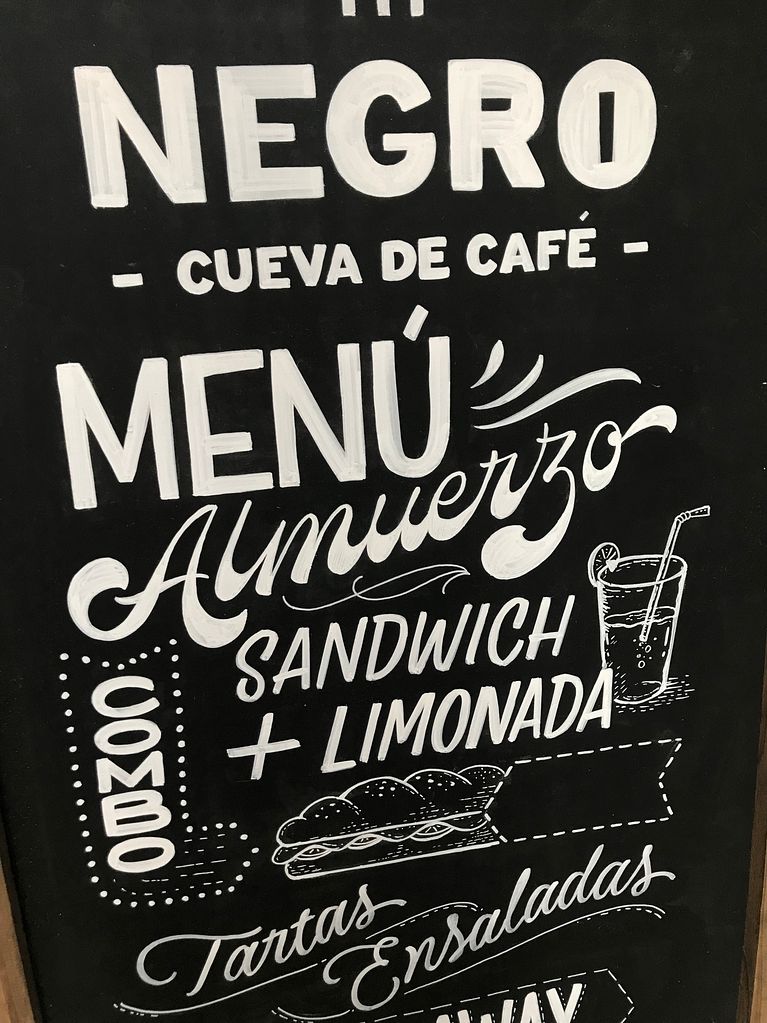 NEGRO
- CUEVA DE CAFÉ -
MENÚ
Almuerzo
SANDWICH
+ LIMONADA
COMBO
Tartas
Ensaladas